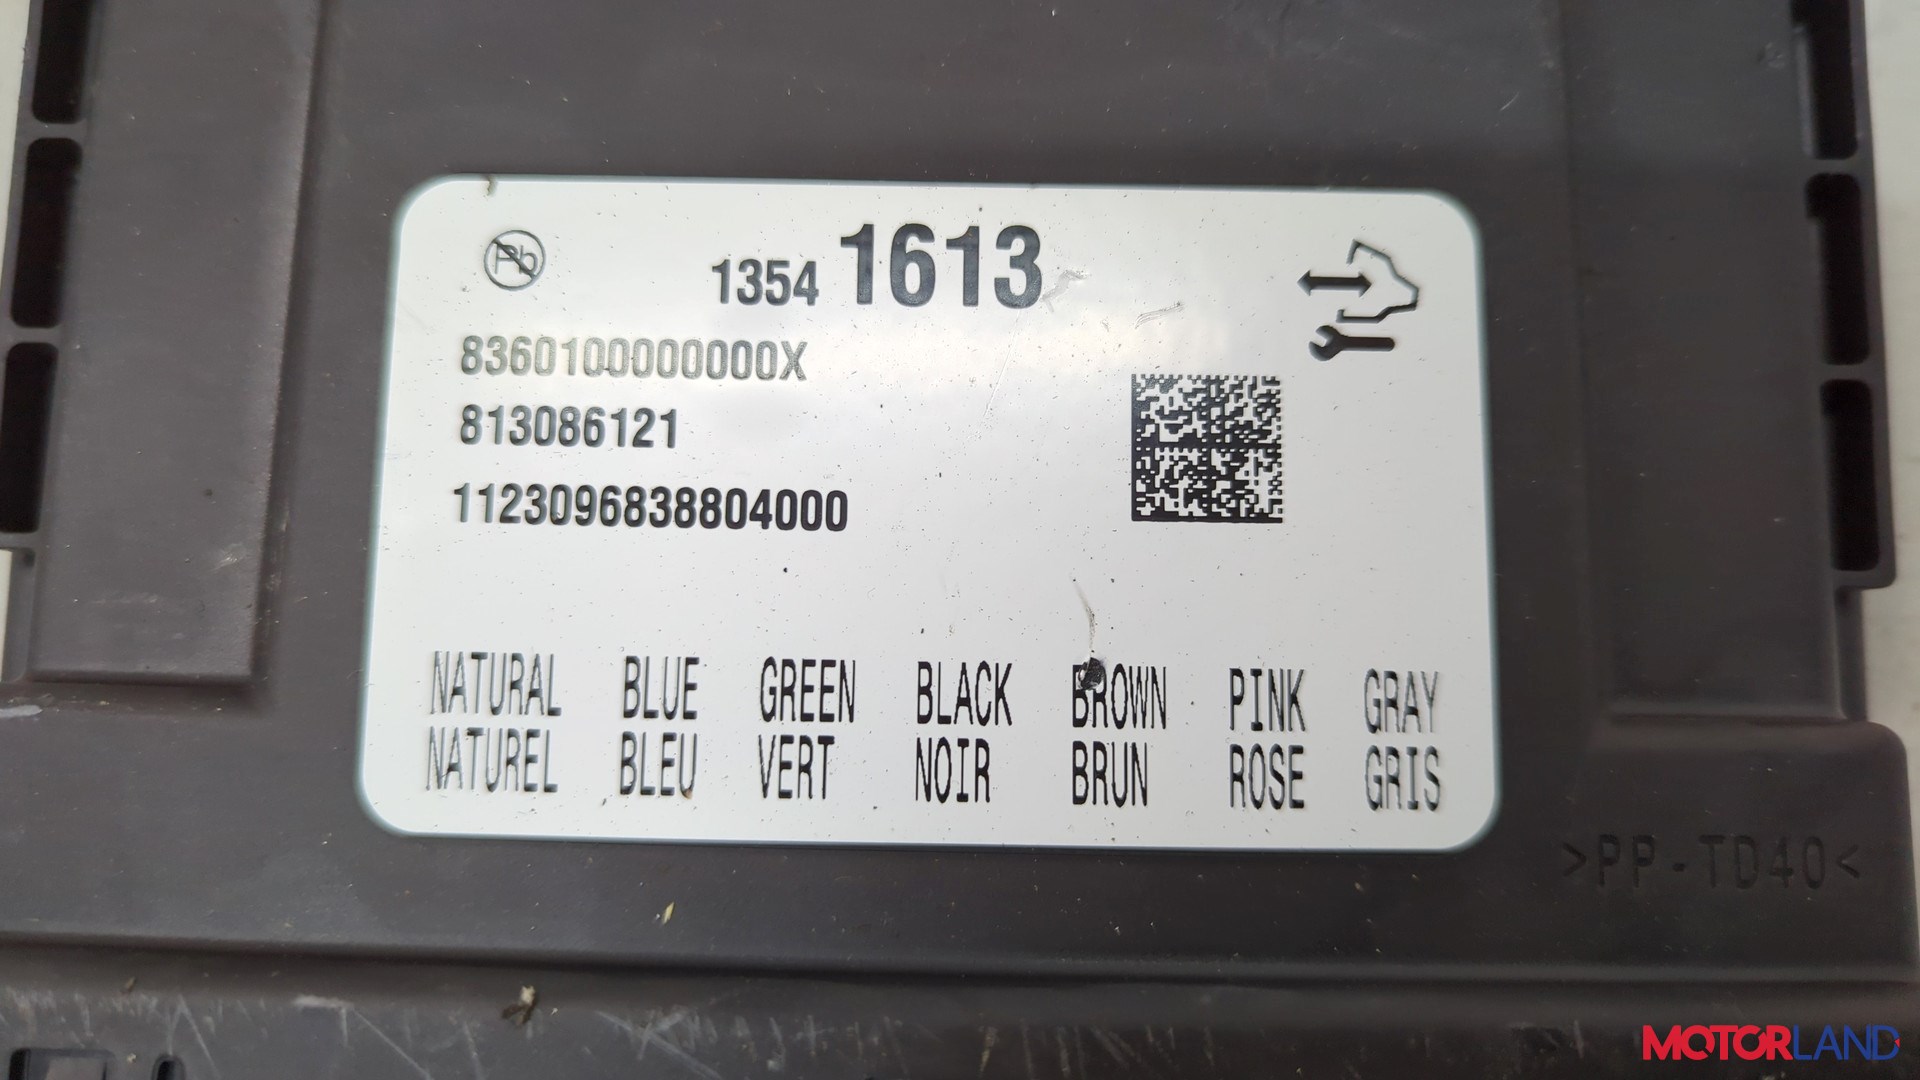 Pb
1354 1613
8360100000000X
813086121
1123096838804000
NATURAL BLUE GREEN BLACK BROWN PINK GRAY
NATUREL BLEU VERT NOIR BRUN ROSE GRIS
>PP-TD40<
MOTORLAND